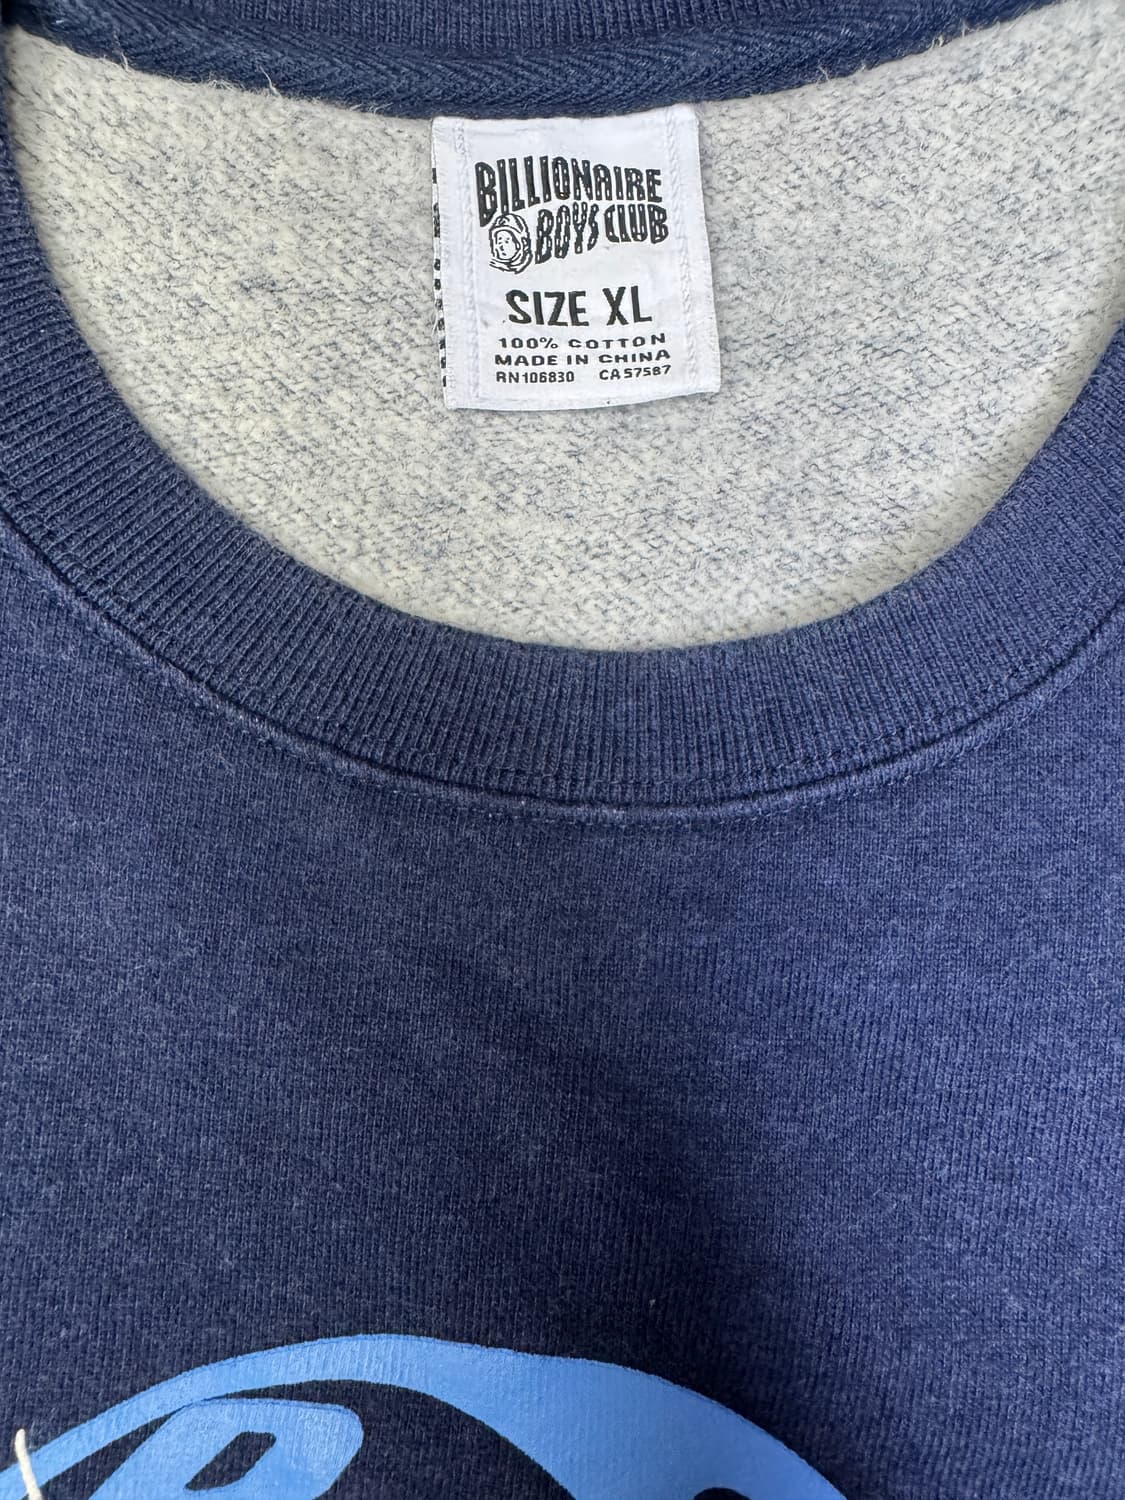 BILLIONAIRE
BOYS CLUB
SIZE XL
100% COTTON
MADE IN CHINA
RN106830 CA57587